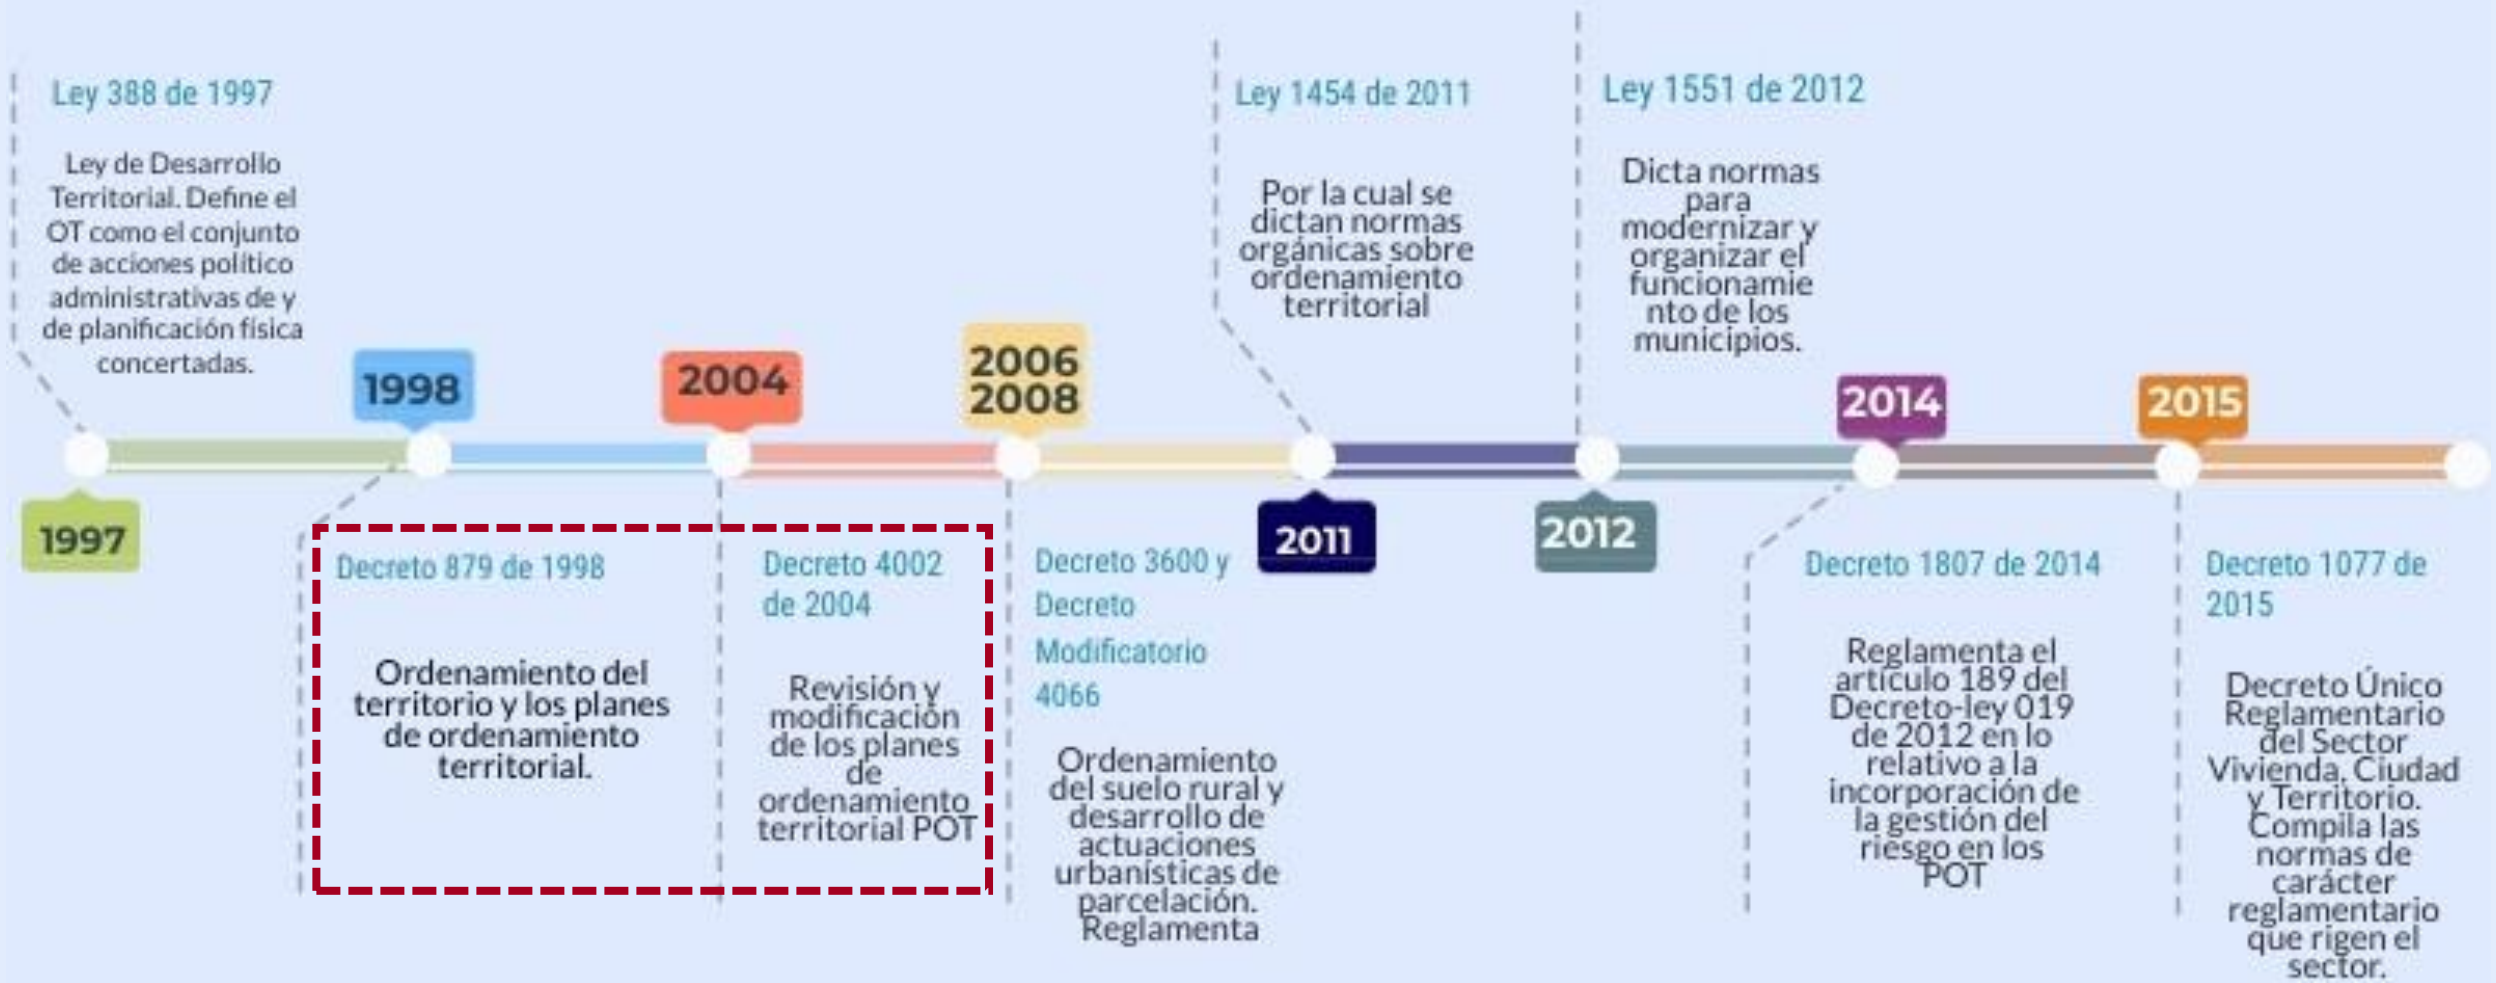 Ley 388 de 1997
Ley de Desarrollo
Territorial. Define el
OT como el conjunto
de acciones político
administrativas de y
de planificación física
concertadas.
1997
1998
Decreto 879 de 1998
Ordenamiento del
territorio y los planes
de ordenamiento
territorial.
2004
Decreto 4002
de 2004
Revisión y
modificación
de los planes
de
ordenamiento
territorial POT
2006
2008
Decreto 3600 y
Decreto
Modificatorio
4066
Ordenamiento
del suelo rural y
desarrollo de
actuaciones
urbanísticas de
parcelación.
Reglamenta
Ley 1454 de 2011
Por la cual se
dictan normas
orgánicas sobre
ordenamiento
territorial
2011
Ley 1551 de 2012
Dicta normas
para
modernizar y
organizar el
funcionamie
nto de los
municipios.
2012
2014
Decreto 1807 de 2014
Reglamenta el
artículo 189 del
Decreto-ley 019
de 2012 en lo
relativo a la
incorporación de
la gestión del
riesgo en los
POT
2015
Decreto 1077 de
2015
Decreto Único
Reglamentario
del Sector
Vivienda, Ciudad
y Territorio.
Compila las
normas de
carácter
reglamentario
que rigen el
sector.